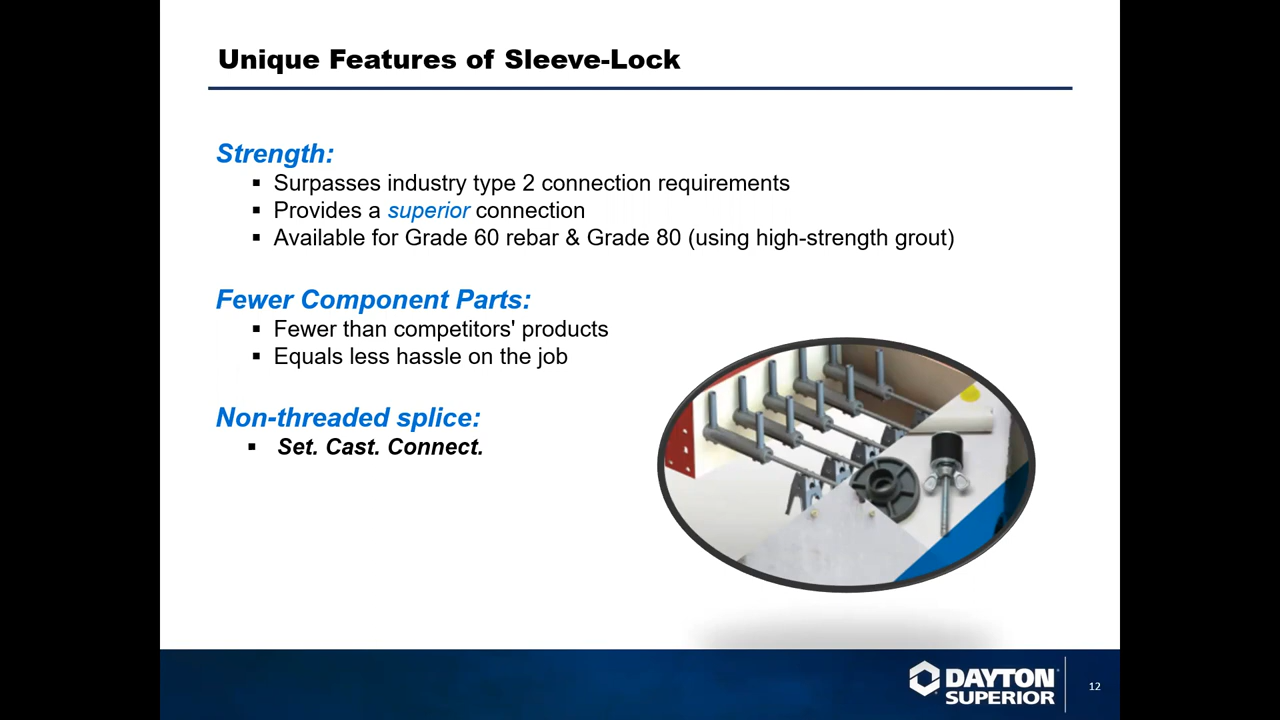 Unique Features of Sleeve-Lock
Strength:
▪ Surpasses industry type 2 connection requirements
▪ Provides a superior connection
▪ Available for Grade 60 rebar & Grade 80 (using high-strength grout)
Fewer Component Parts:
▪ Fewer than competitors' products
▪ Equals less hassle on the job
Non-threaded splice:
▪ Set. Cast. Connect.
DAYTON
SUPERIOR
12